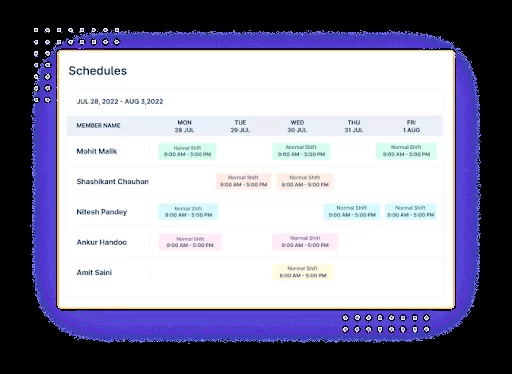 Schedules
JUL 28, 2022 - AUG 3,2022
MEMBER NAME MON TUE WED THU FRI
28 JUL 29 JUL 30 JUL 31 JUL 1 AUG
Mohit Malik Normal Shift Normal Shift Normal Shift
9:00 AM - 5:00 PM 9:00 AM - 5:00 PM 9:00 AM - 5:00 PM
Shashikant Chauhan Normal Shift Normal Shift
9:00 AM - 5:00 PM 9:00 AM - 5:00 PM
Nitesh Pandey Normal Shift Normal Shift Normal Shift
9:00 AM - 5:00 PM 9:00 AM - 5:00 PM 9:00 AM - 5:00 PM
Ankur Handoo Normal Shift Normal Shift
9:00 AM - 5:00 PM 9:00 AM - 5:00 PM
Amit Saini Normal Shift
9:00 AM - 5:00 PM